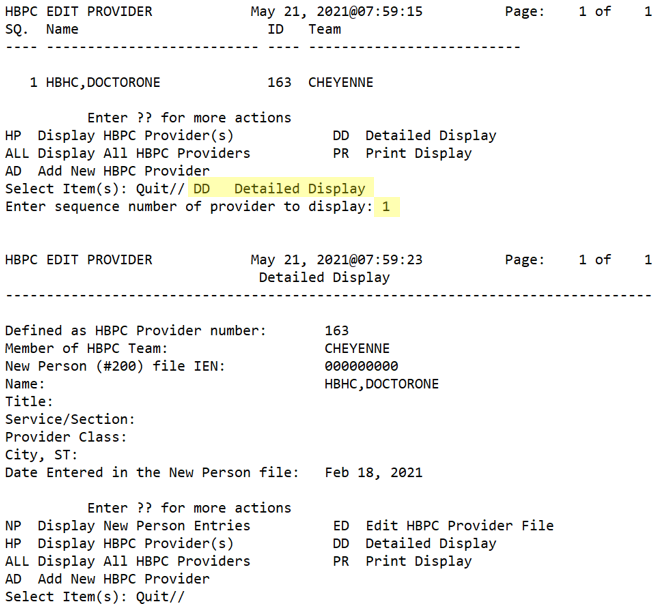 HBPC EDIT PROVIDER May 21, 2021@07:59:15 Page: 1 of 1
SQ. Name ID Team
---- -------------------------- ---- --------------------------
1 HBHC,DOCTORONE 163 CHEYENNE
Enter ?? for more actions
HP Display HBPC Provider(s) DD Detailed Display
ALL Display All HBPC Providers PR Print Display
AD Add New HBPC Provider
Select Item(s): Quit// DD Detailed Display
Enter sequence number of provider to display: 1
HBPC EDIT PROVIDER May 21, 2021@07:59:23 Page: 1 of 1
Detailed Display
-------------------------------------------------------------------------------
Defined as HBPC Provider number: 163
Member of HBPC Team: CHEYENNE
New Person (#200) file IEN: 000000000
Name: HBHC,DOCTORONE
Title:
Service/Section:
Provider Class:
City, ST:
Date Entered in the New Person file: Feb 18, 2021
Enter ?? for more actions
NP Display New Person Entries ED Edit HBPC Provider File
HP Display HBPC Provider(s) DD Detailed Display
ALL Display All HBPC Providers PR Print Display
AD Add New HBPC Provider
Select Item(s): Quit//